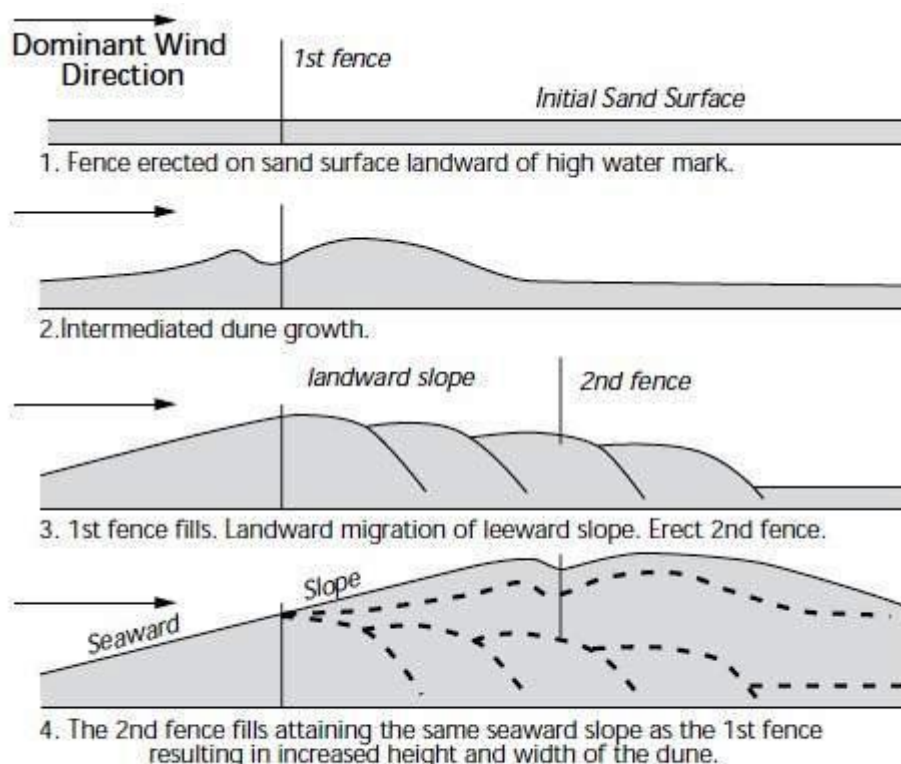 Dominant Wind
Direction
1st fence
Initial Sand Surface
1. Fence erected on sand surface landward of high water mark.
2.Intermediated dune growth.
landward slope
2nd fence
3. 1st fence fills. Landward migration of leeward slope. Erect 2nd fence.
Seaward Slope
4. The 2nd fence fills attaining the same seaward slope as the 1st fence
resulting in increased height and width of the dune.